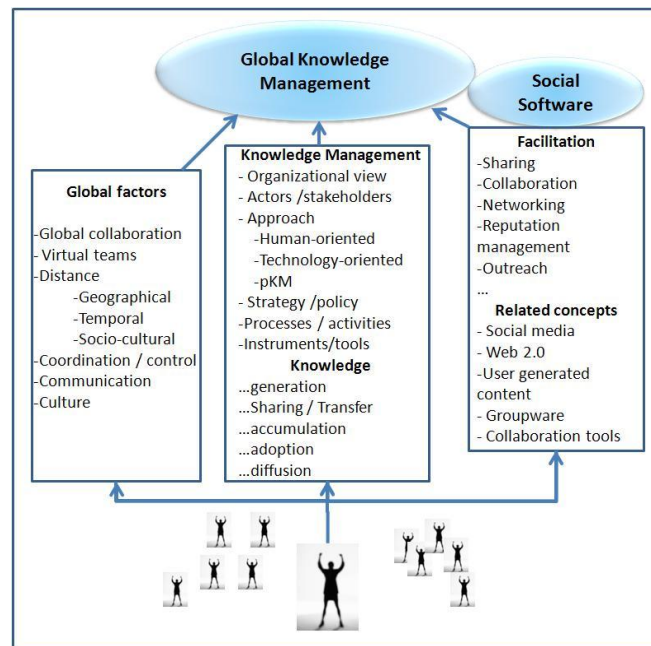 Global Knowledge
Management
Social
Software
Global factors
-Global collaboration
- Virtual teams
-Distance
-Geographical
-Temporal
-Socio-cultural
-Coordination / control
-Communication
-Culture
Knowledge Management
- Organizational view
- Actors /stakeholders
- Approach
-Human-oriented
-Technology-oriented
-pKM
- Strategy /policy
-Processes / activities
-Instruments/tools
Knowledge
...generation
...Sharing / Transfer
...accumulation
...adoption
...diffusion
Facilitation
-Sharing
-Collaboration
-Networking
-Reputation
management
-Outreach
...
Related concepts
- Social media
- Web 2.0
-User generated
content
- Groupware
- Collaboration tools